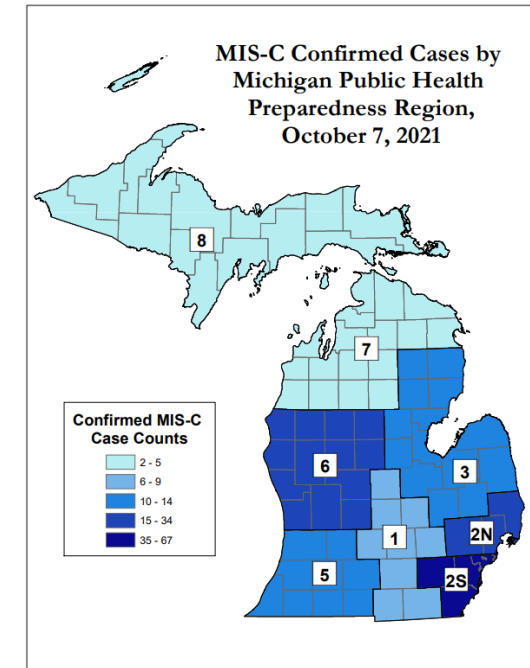 MIS-C Confirmed Cases by
Michigan Public Health
Preparedness Region,
October 7, 2021
8
7
Confirmed MIS-C
Case Counts
2 - 5
6 - 9
10 - 14
15 - 34
35 - 67
6
3
1
2N
5
2S